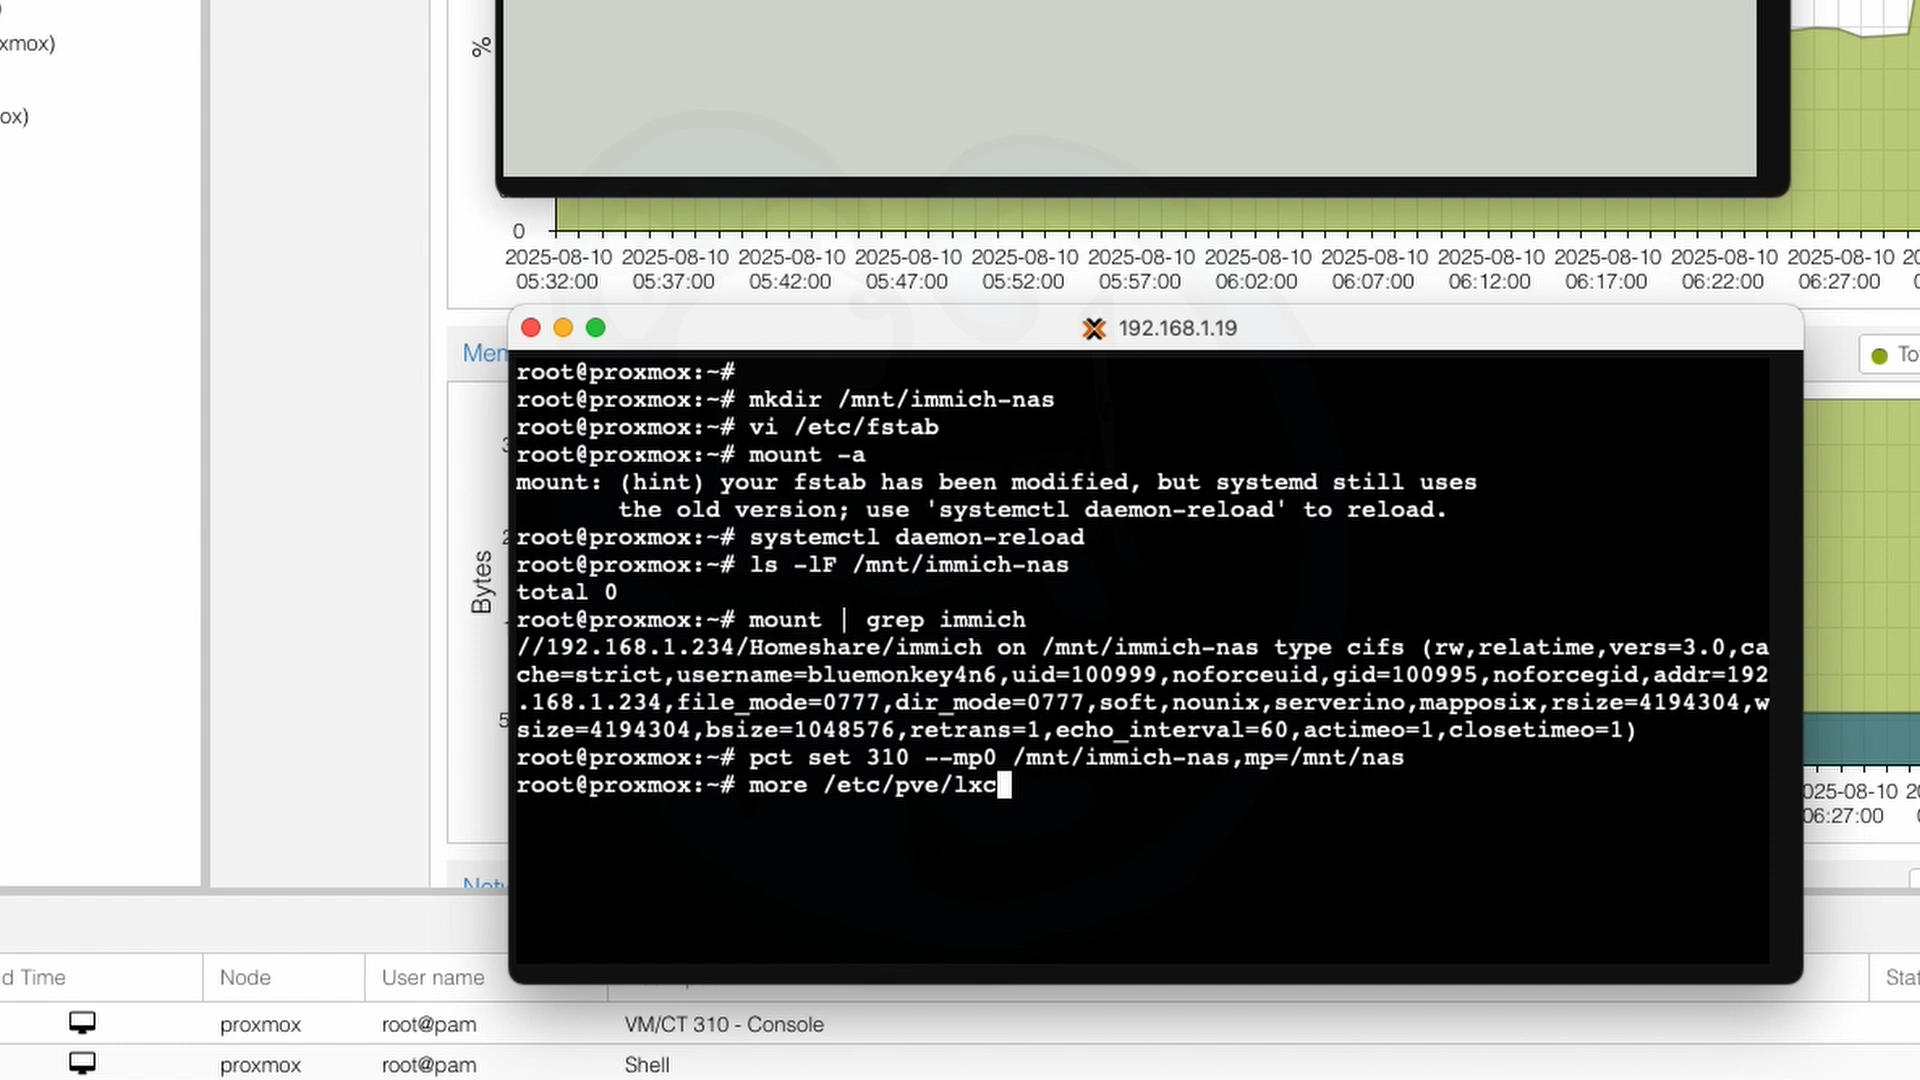 xmox)
ox)
%
0
2025-08-10 2025-08-10 2025-08-10 2025-08-10 2025-08-10 2025-08-10 2025-08-10 2025-08-10 2025-08-10 2025-08-10 2025-08-10 2025-08-10 20
05:32:00 05:37:00 05:42:00 05:47:00 05:52:00 05:57:00 06:02:00 06:07:00 06:12:00 06:17:00 06:22:00 06:27:00
192.168.1.19
Mem
To
Bytes
root@proxmox:~#
root@proxmox:~# mkdir /mnt/immich-nas
root@proxmox:~# vi /etc/fstab
root@proxmox:~# mount -a
mount: (hint) your fstab has been modified, but systemd still uses
the old version; use 'systemctl daemon-reload' to reload.
root@proxmox:~# systemctl daemon-reload
root@proxmox:~# ls -lF /mnt/immich-nas
total 0
root@proxmox:~# mount | grep immich
//192.168.1.234/Homeshare/immich on /mnt/immich-nas type cifs (rw,relatime,vers=3.0,ca
che=strict,username=bluemonkey4n6,uid=100999,noforceuid,gid=100995,noforcegid,addr=192
.168.1.234,file_mode=0777,dir_mode=0777,soft,nounix,serverino,mapposix,rsize=4194304,w
size=4194304,bsize=1048576,retrans=1,echo_interval=60,actimeo=1,closetimeo=1)
root@proxmox:~# pct set 310 --mp0 /mnt/immich-nas,mp=/mnt/nas
root@proxmox:~# more /etc/pve/lxc
025-08-10 20
06:27:00
d Time Node User name Stat
proxmox root@pam VM/CT 310 - Console
proxmox root@pam Shell